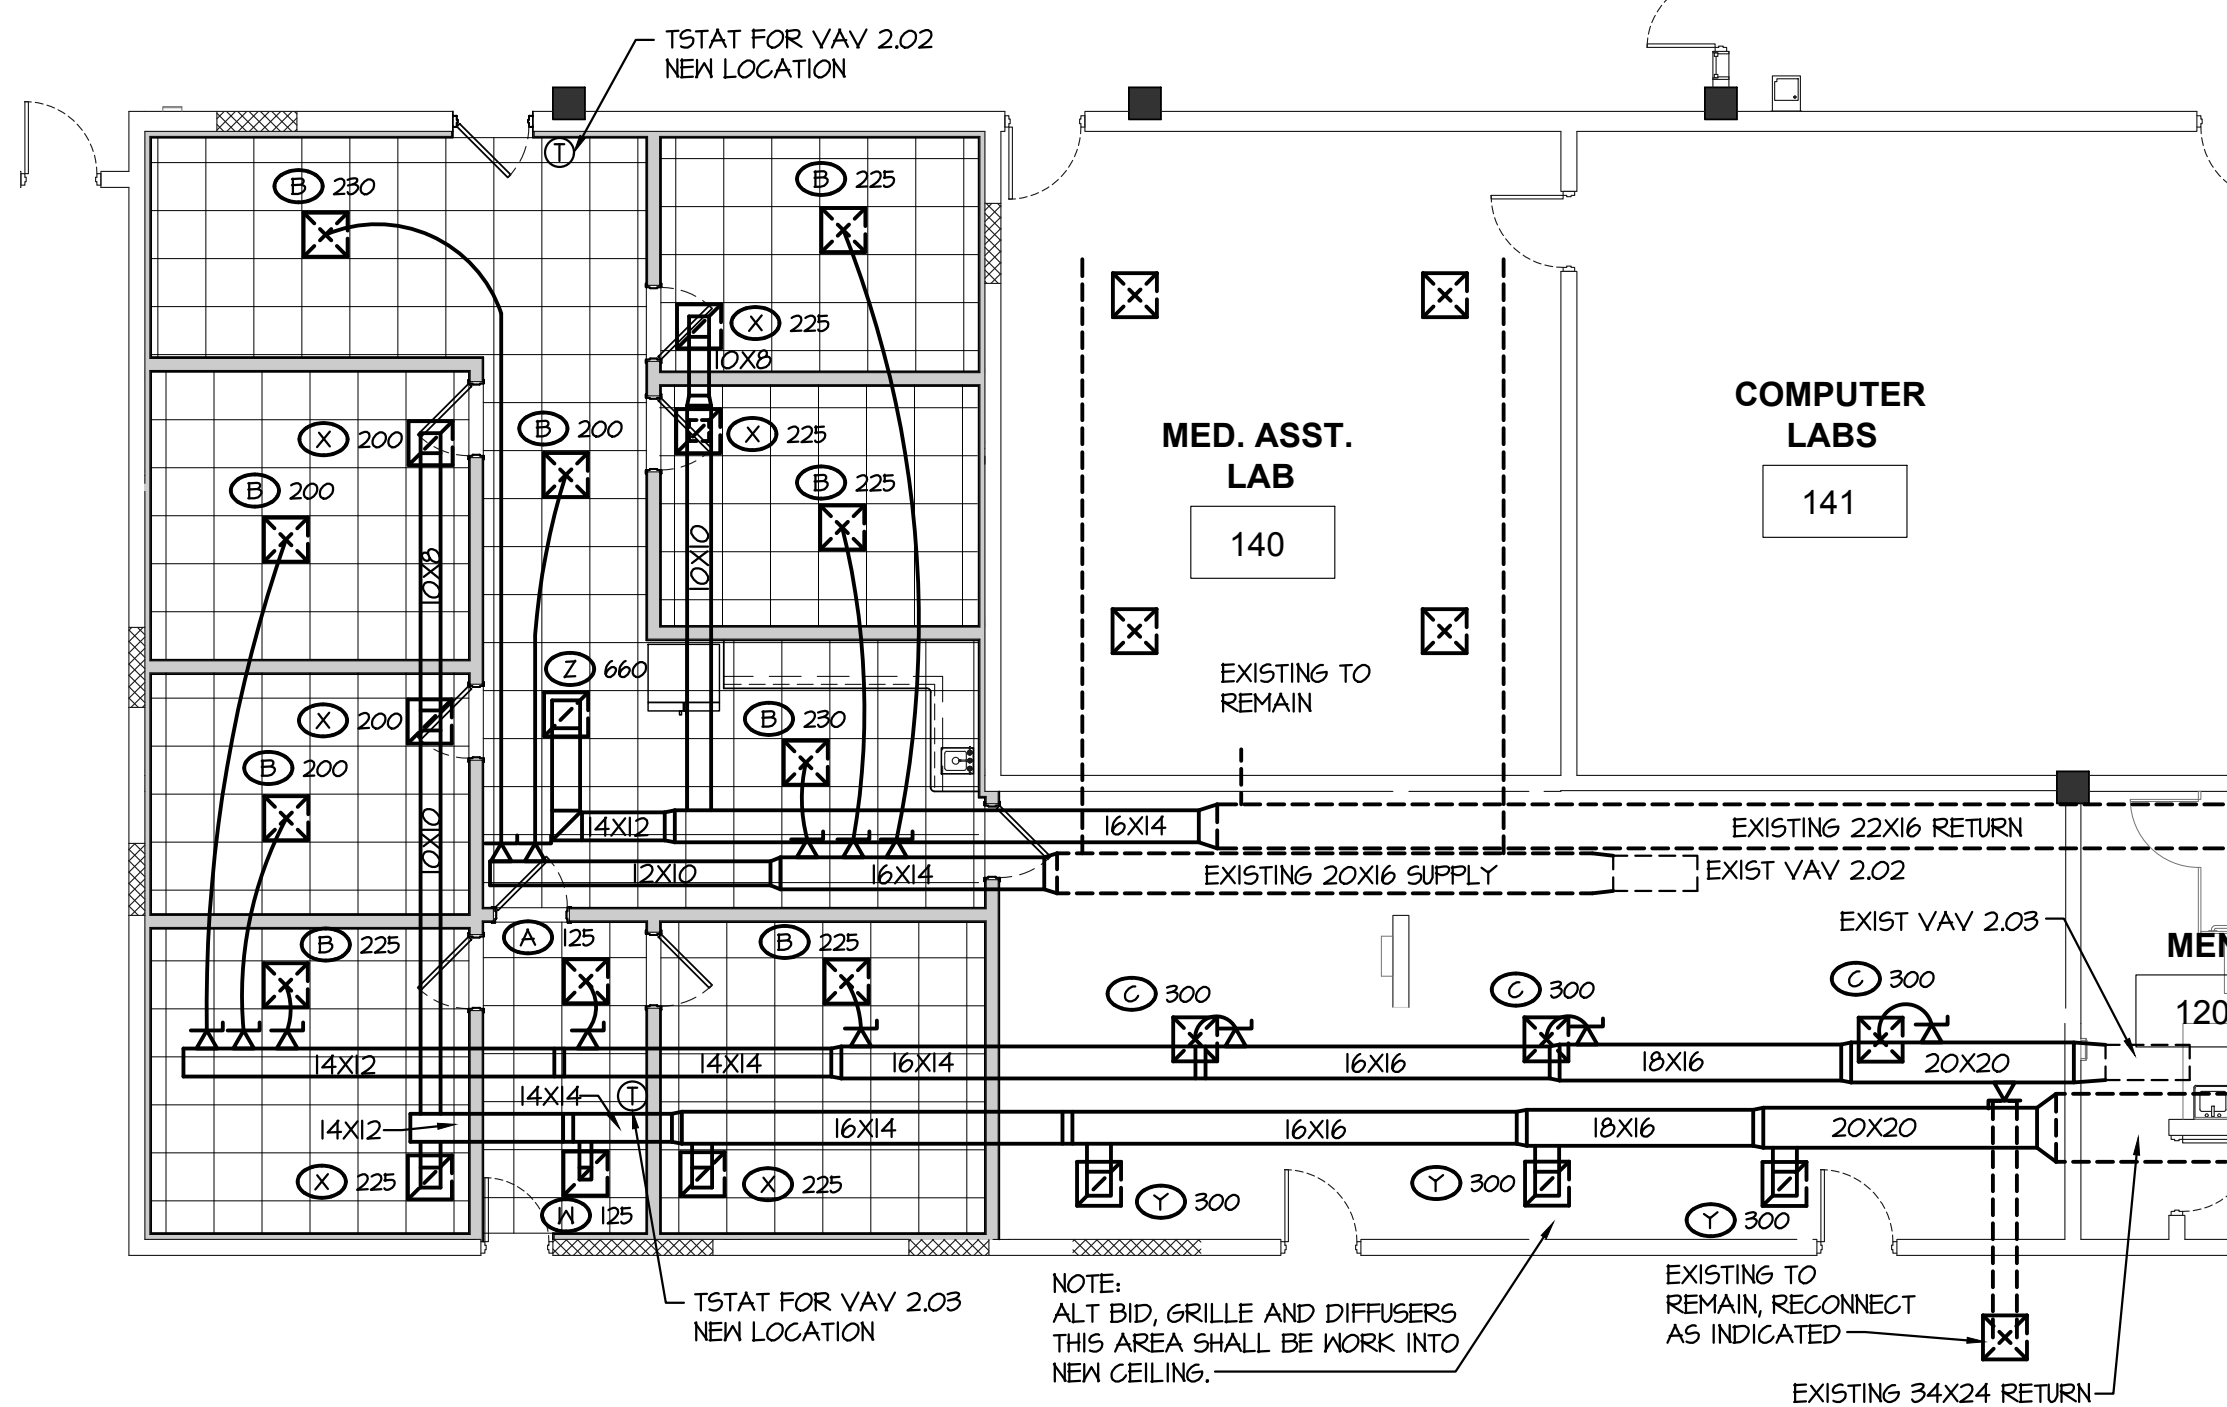 TSTAT FOR VAV 2.02
NEW LOCATION
T
B 230
B 225
X 225
10X8
X 200
B 200
X 225
B 200
B 225
10X8
10X10
MED. ASST.
LAB
140
COMPUTER
LABS
141
Z 660
EXISTING TO
REMAIN
X 200
B 230
B 200
10X10
14X12
16X14
EXISTING 22X16 RETURN
12X10
16X14
EXISTING 20X16 SUPPLY
EXIST VAV 2.02
EXIST VAV 2.03
MEN
120
B 225
A 125
B 225
C 300
C 300
C 300
14X12
14X14
16X14
16X16
18X16
20X20
14X14
T
14X12
16X14
16X16
18X16
20X20
X 225
X 225
Y 300
Y 300
Y 300
W 125
TSTAT FOR VAV 2.03
NEW LOCATION
NOTE:
ALT BID, GRILLE AND DIFFUSERS
THIS AREA SHALL BE WORK INTO
NEW CEILING.
EXISTING TO
REMAIN, RECONNECT
AS INDICATED
EXISTING 34X24 RETURN